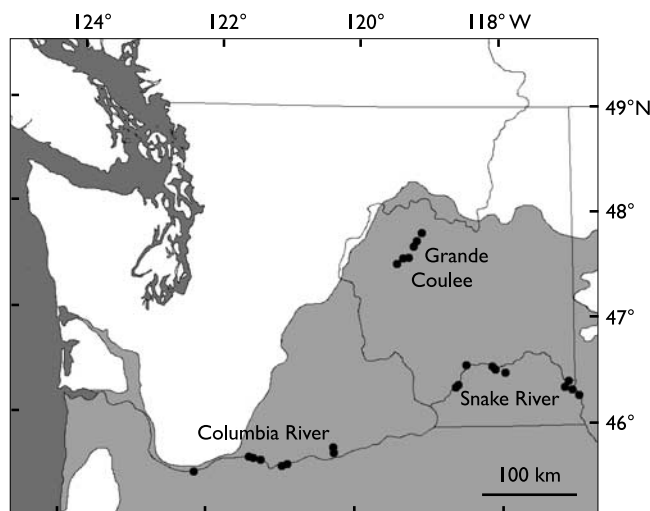 124° 122° 120° 118° W
49°N
48°
Grande
Coulee
47°
Snake River
46°
Columbia River
100 km